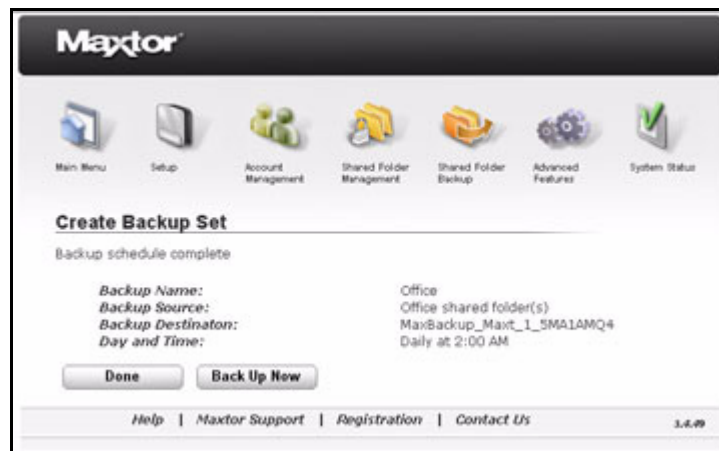 Maxtor
Main Menu
Setup
Account Management
Shared Folder Management
Shared Folder Backup
Advanced Features
System Status
Create Backup Set
Backup schedule complete
Backup Name: Office
Backup Source: Office shared folder(s)
Backup Destinaton: MaxBackup_Maxt_1_5MA1AMQ4
Day and Time: Daily at 2:00 AM
Done Back Up Now
Help | Maxtor Support | Registration | Contact Us 3.4.49